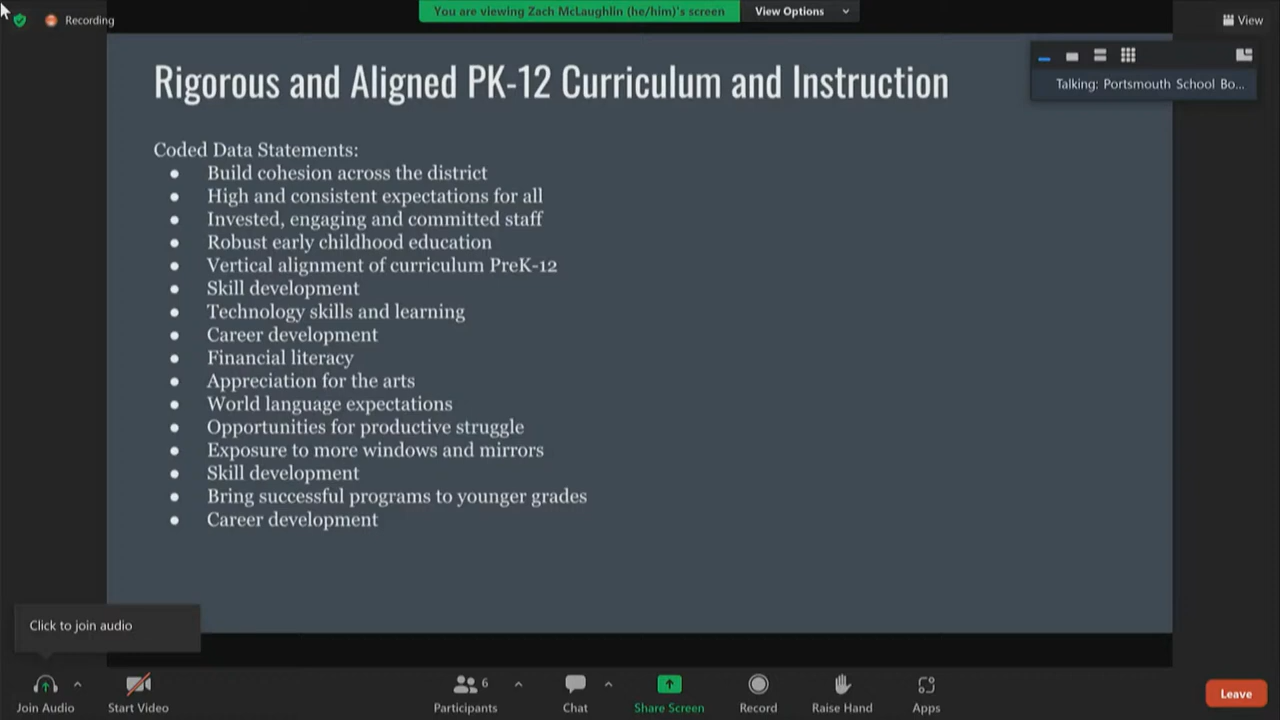 Recording
You are viewing Zach McLaughlin (he/him)'s screen
View Options
View
Talking: Portsmouth School Bo...
Rigorous and Aligned PK-12 Curriculum and Instruction
Coded Data Statements:
● Build cohesion across the district
● High and consistent expectations for all
● Invested, engaging and committed staff
● Robust early childhood education
● Vertical alignment of curriculum PreK-12
● Skill development
● Technology skills and learning
● Career development
● Financial literacy
● Appreciation for the arts
● World language expectations
● Opportunities for productive struggle
● Exposure to more windows and mirrors
● Skill development
● Bring successful programs to younger grades
● Career development
Click to join audio
Join Audio
Start Video
Participants 6
Chat
Share Screen
Record
Raise Hand
Apps
Leave